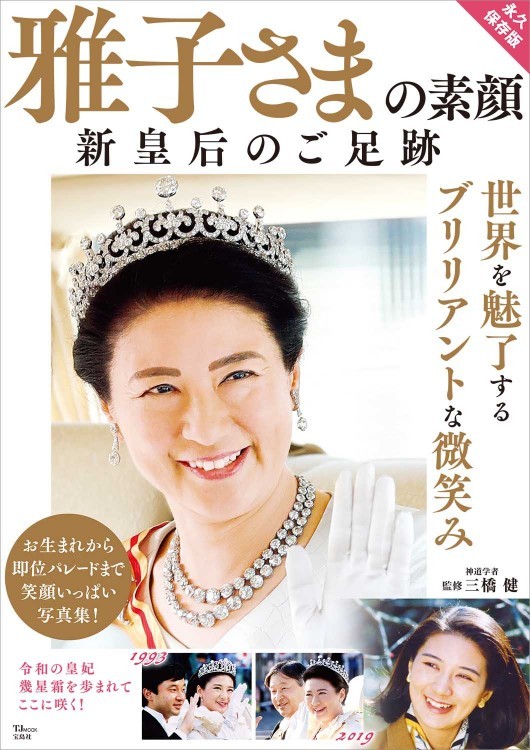 永久
保存版
雅子さまの素顔
新皇后のご足跡
世界を魅了する
ブリリアントな微笑み
神道学者
監修 三橋 健
お生まれから
即位パレードまで
笑顔いっぱい
写真集！
令和の皇妃
幾星霜を歩まれて
ここに咲く！
1993
2019
TJMOOK
宝島社